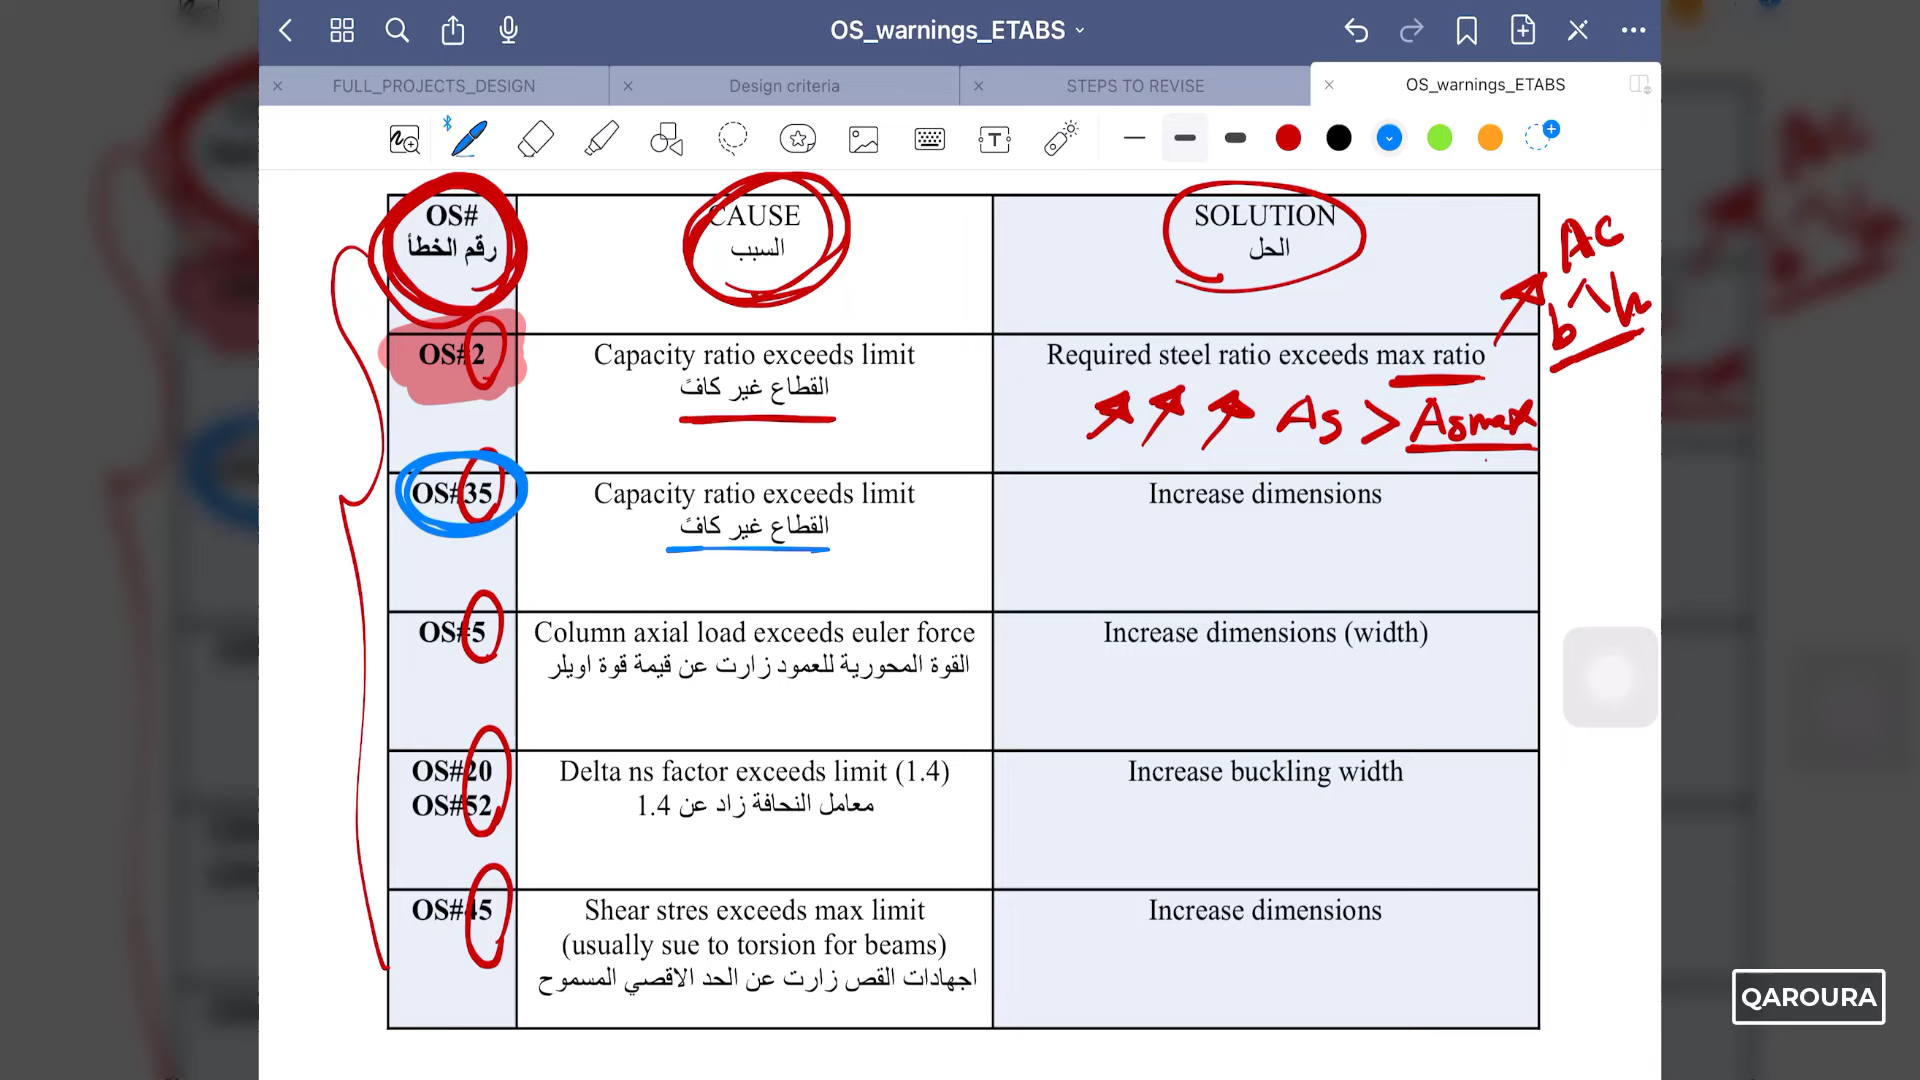 OS_warnings_ETABS
FULL_PROJECTS_DESIGN
Design criteria
STEPS TO REVISE
OS_warnings_ETABS
OS#
رقم الخطأ
CAUSE
السبب
SOLUTION
الحل
Ac
b h
OS#2
Capacity ratio exceeds limit
القطاع غير كافً
Required steel ratio exceeds max ratio
As > Asmax
OS#35
Capacity ratio exceeds limit
القطاع غير كافً
Increase dimensions
OS#5
Column axial load exceeds euler force
القوة المحورية للعمود زارت عن قيمة قوة اويلر
Increase dimensions (width)
OS#20
OS#52
Delta ns factor exceeds limit (1.4)
معامل النحافة زاد عن 1.4
Increase buckling width
OS#45
Shear stres exceeds max limit
(usually sue to torsion for beams)
اجهادات القص زارت عن الحد الاقصي المسموح
Increase dimensions
QAROURA